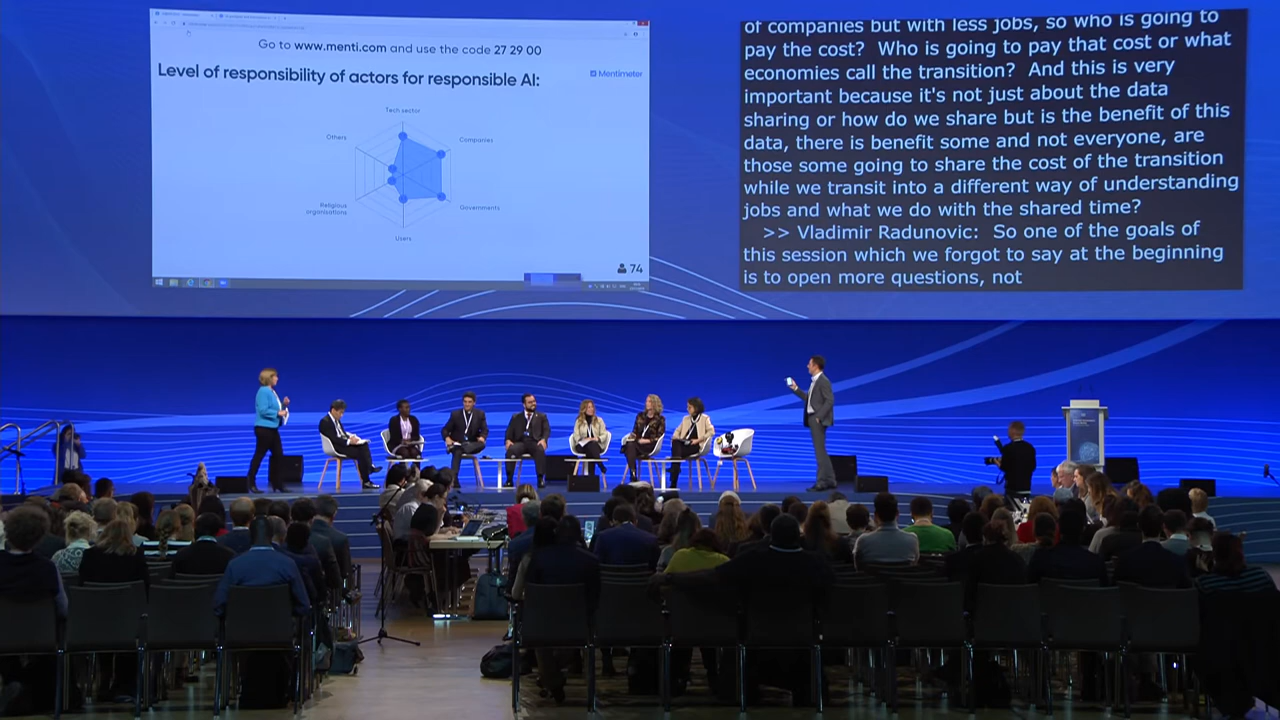 Go to www.menti.com and use the code 27 29 00
Level of responsibility of actors for responsible AI:
Mentimeter
Tech sector
Others
Companies
Religious
organisations
Governments
Users
74
of companies but with less jobs, so who is going to
pay the cost?  Who is going to pay that cost or what
economies call the transition?  And this is very
important because it's not just about the data
sharing or how do we share but is the benefit of this
data, there is benefit some and not everyone, are
those some going to share the cost of the transition
while we transit into a different way of understanding
jobs and what we do with the shared time?
>> Vladimir Radunovic:  So one of the goals of
this session which we forgot to say at the beginning
is to open more questions, not